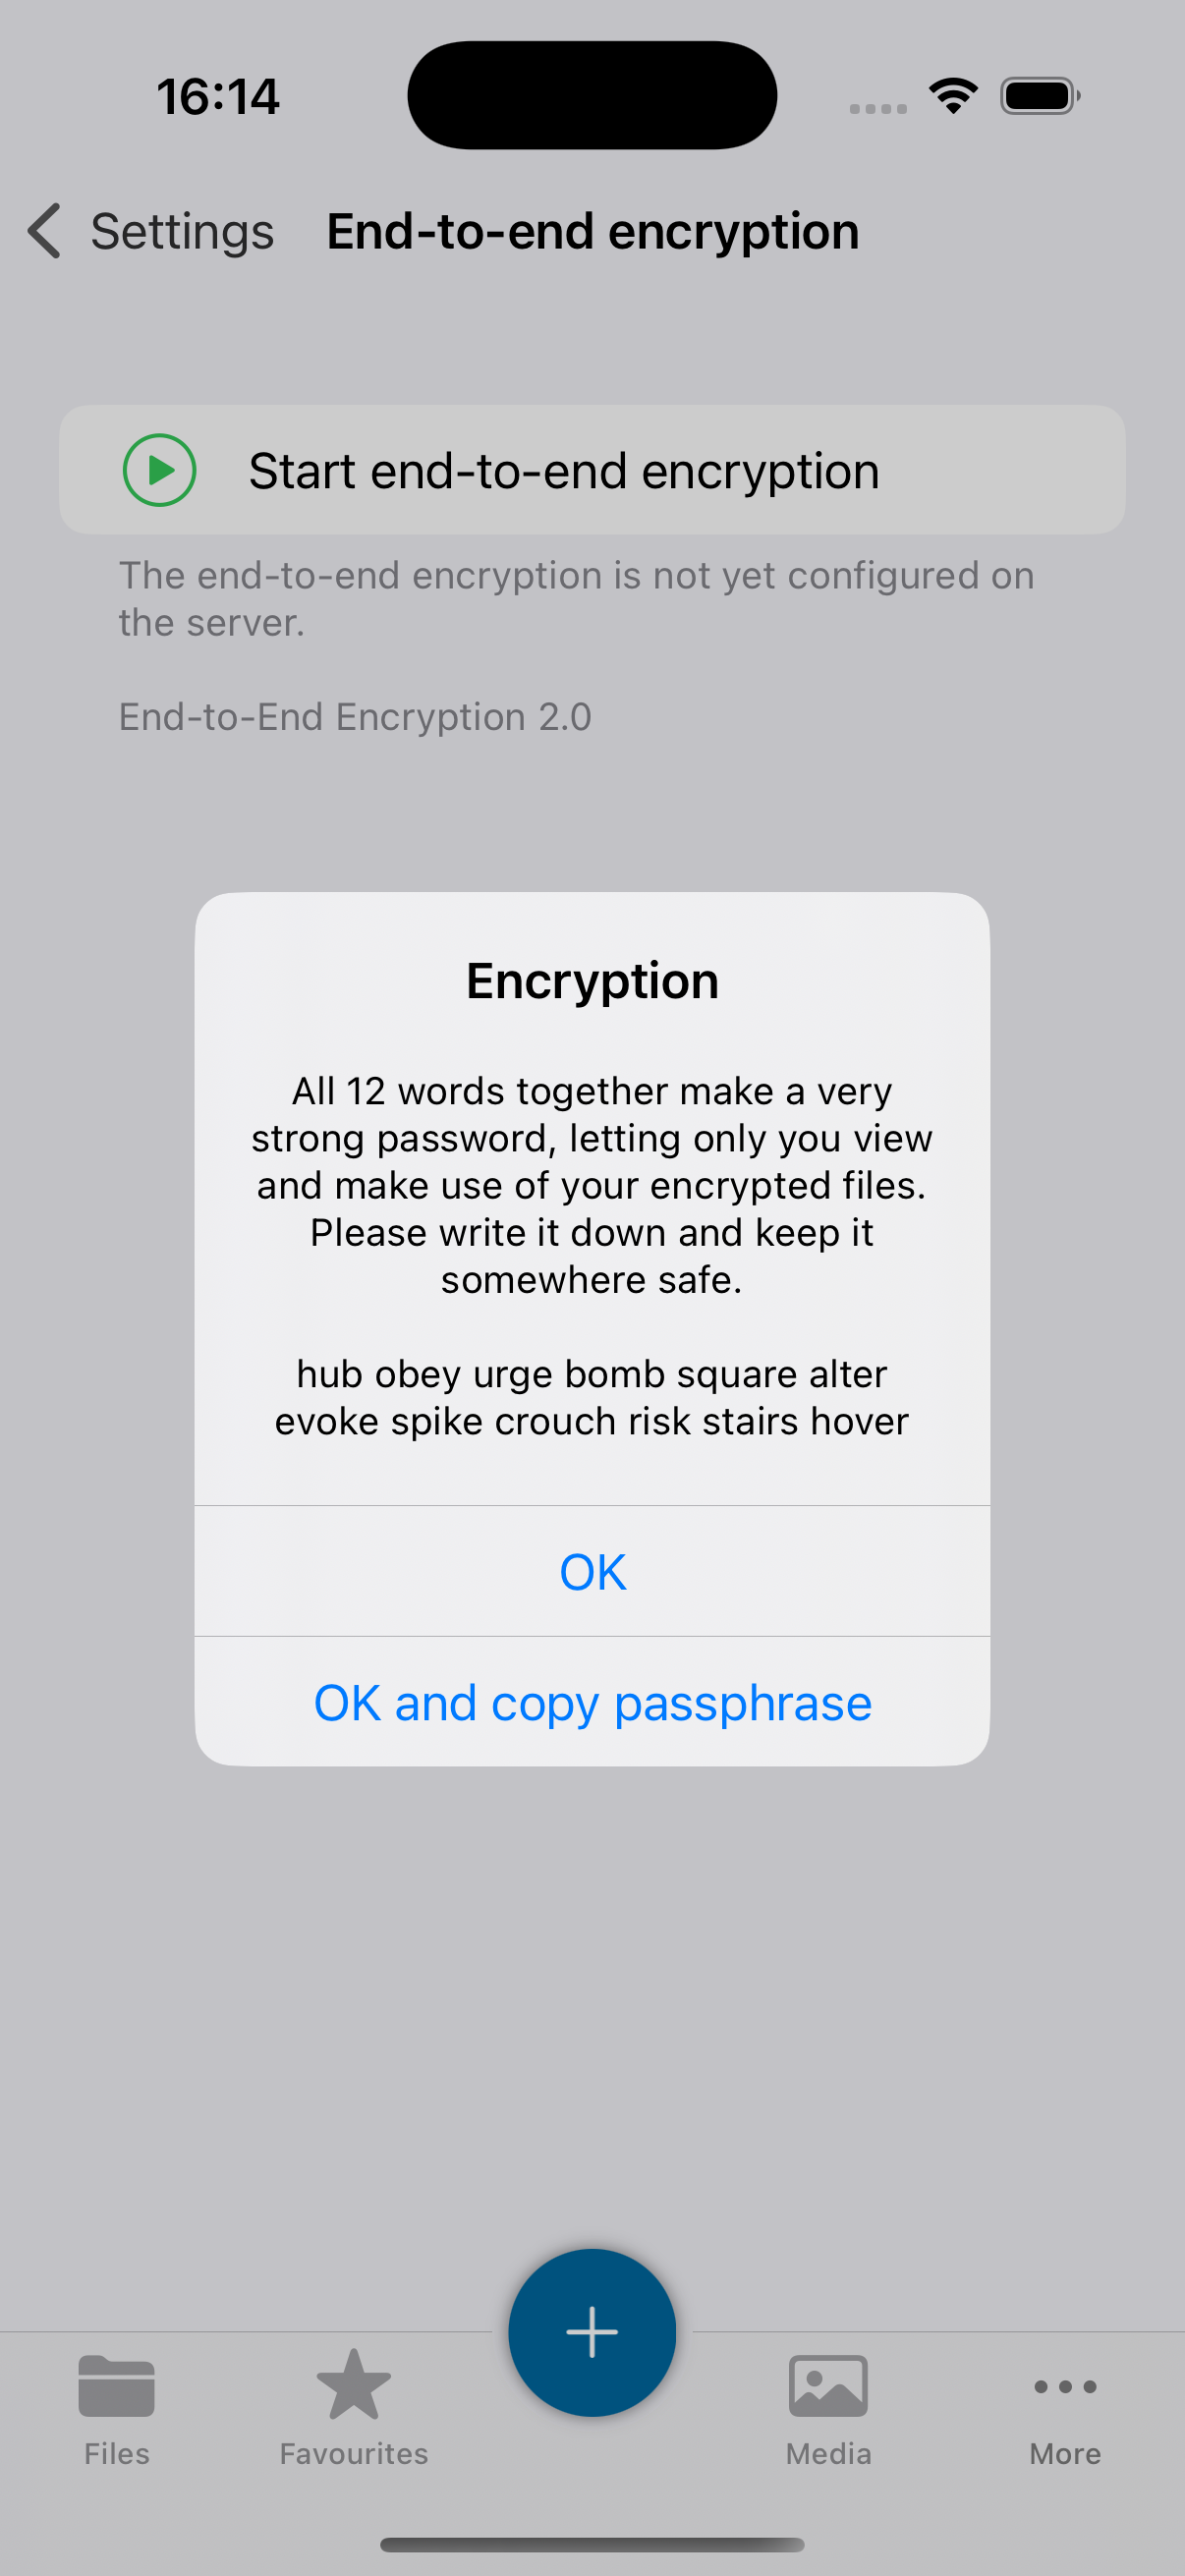 16:14
Settings End-to-end encryption
Start end-to-end encryption
The end-to-end encryption is not yet configured on
the server.
End-to-End Encryption 2.0
Encryption
All 12 words together make a very
strong password, letting only you view
and make use of your encrypted files.
Please write it down and keep it
somewhere safe.
hub obey urge bomb square alter
evoke spike crouch risk stairs hover
OK
OK and copy passphrase
Files Favourites Media More